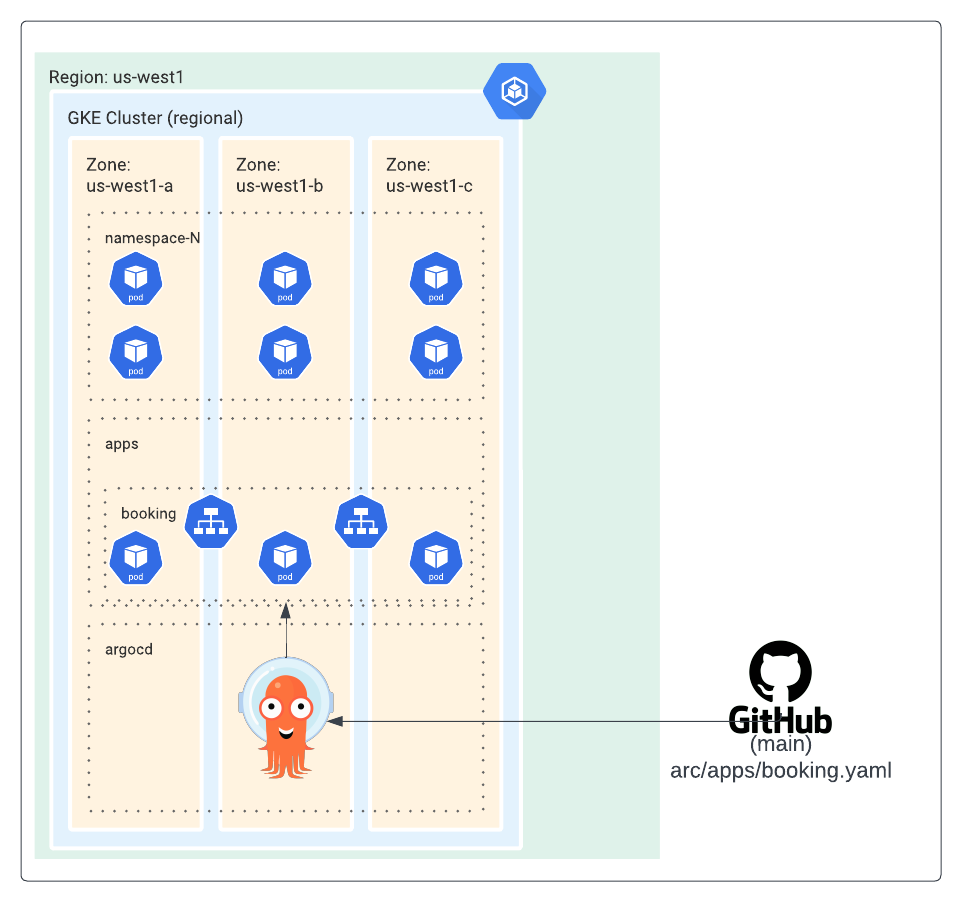 Region: us-west1
GKE Cluster (regional)
Zone:
us-west1-a
Zone:
us-west1-b
Zone:
us-west1-c
namespace-N
pod
pod
pod
pod
pod
pod
apps
booking
pod
pod
pod
argocd
GitHub
(main)
arc/apps/booking.yaml